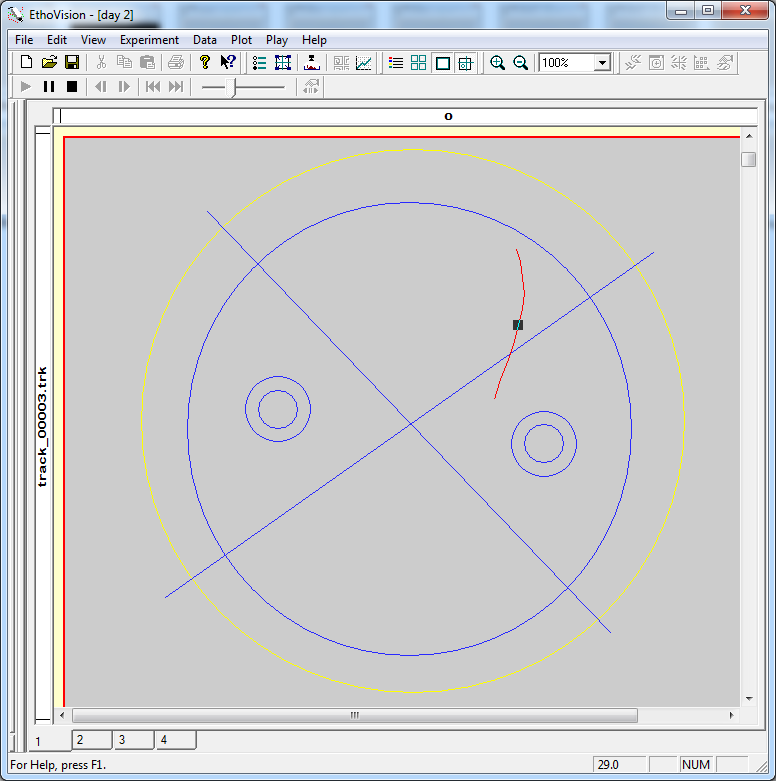 EthoVision - [day 2]
File Edit View Experiment Data Plot Play Help
100%
o
track_00003.trk
1 2 3 4
For Help, press F1.
29.0 NUM